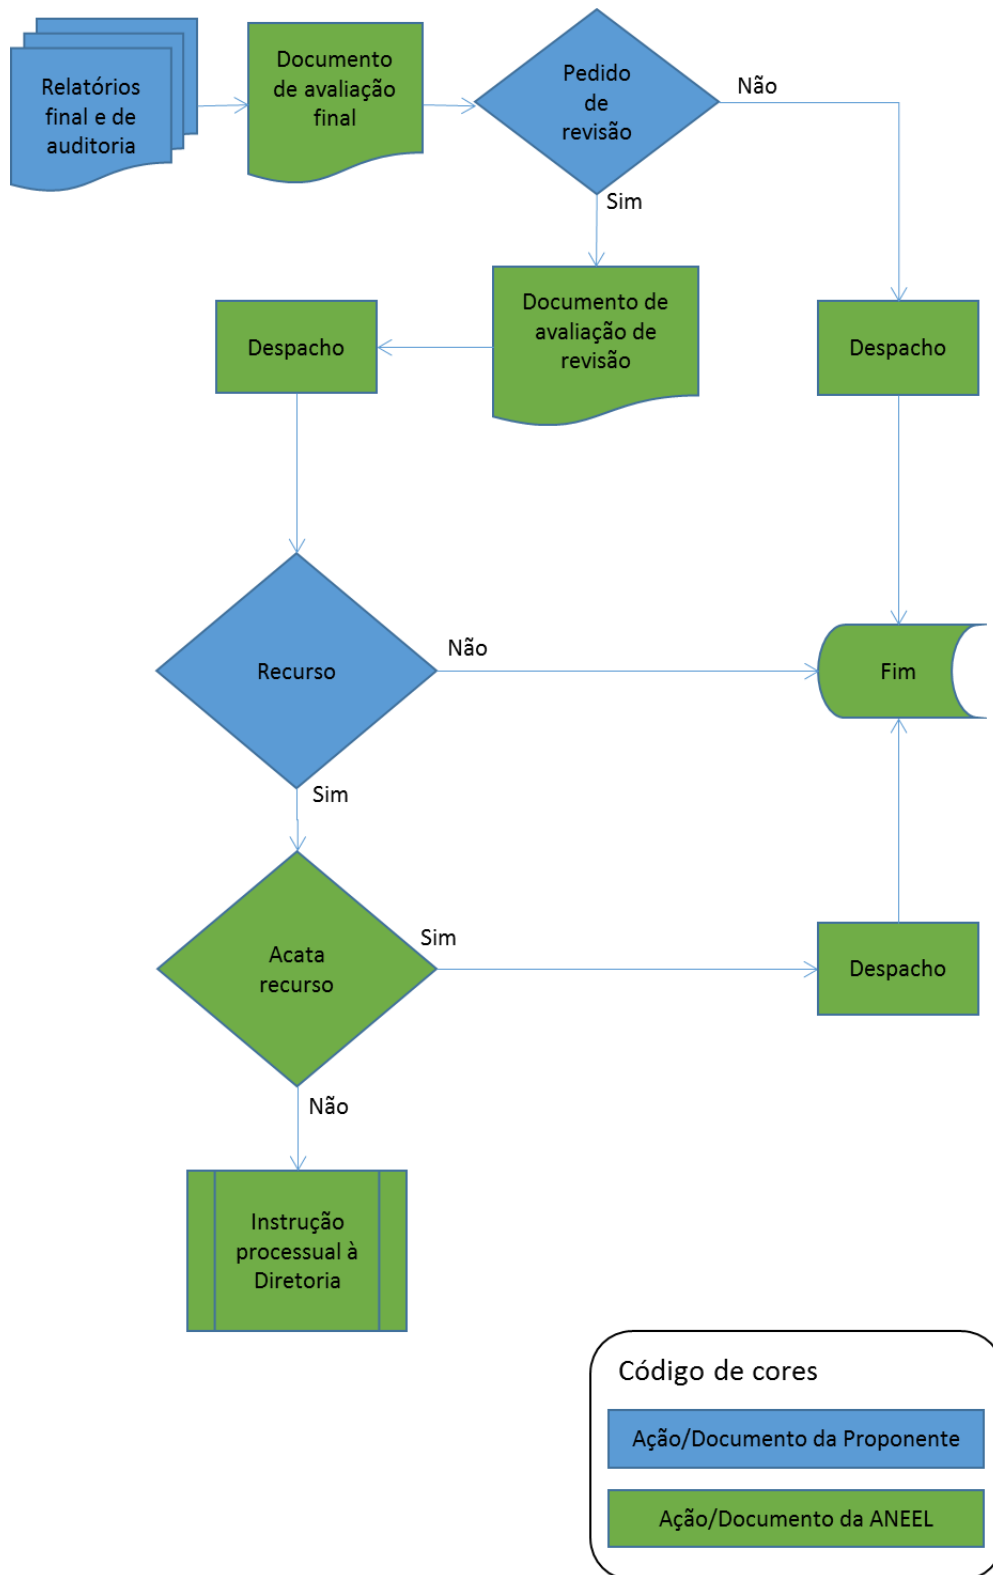 Relatórios
final e de
auditoria
Documento
de avaliação
final
Pedido
de
revisão
Não
Sim
Documento de
avaliação de
revisão
Despacho
Despacho
Recurso
Não
Fim
Sim
Acata
recurso
Sim
Despacho
Não
Instrução
processual à
Diretoria
Código de cores
Ação/Documento da Proponente
Ação/Documento da ANEEL